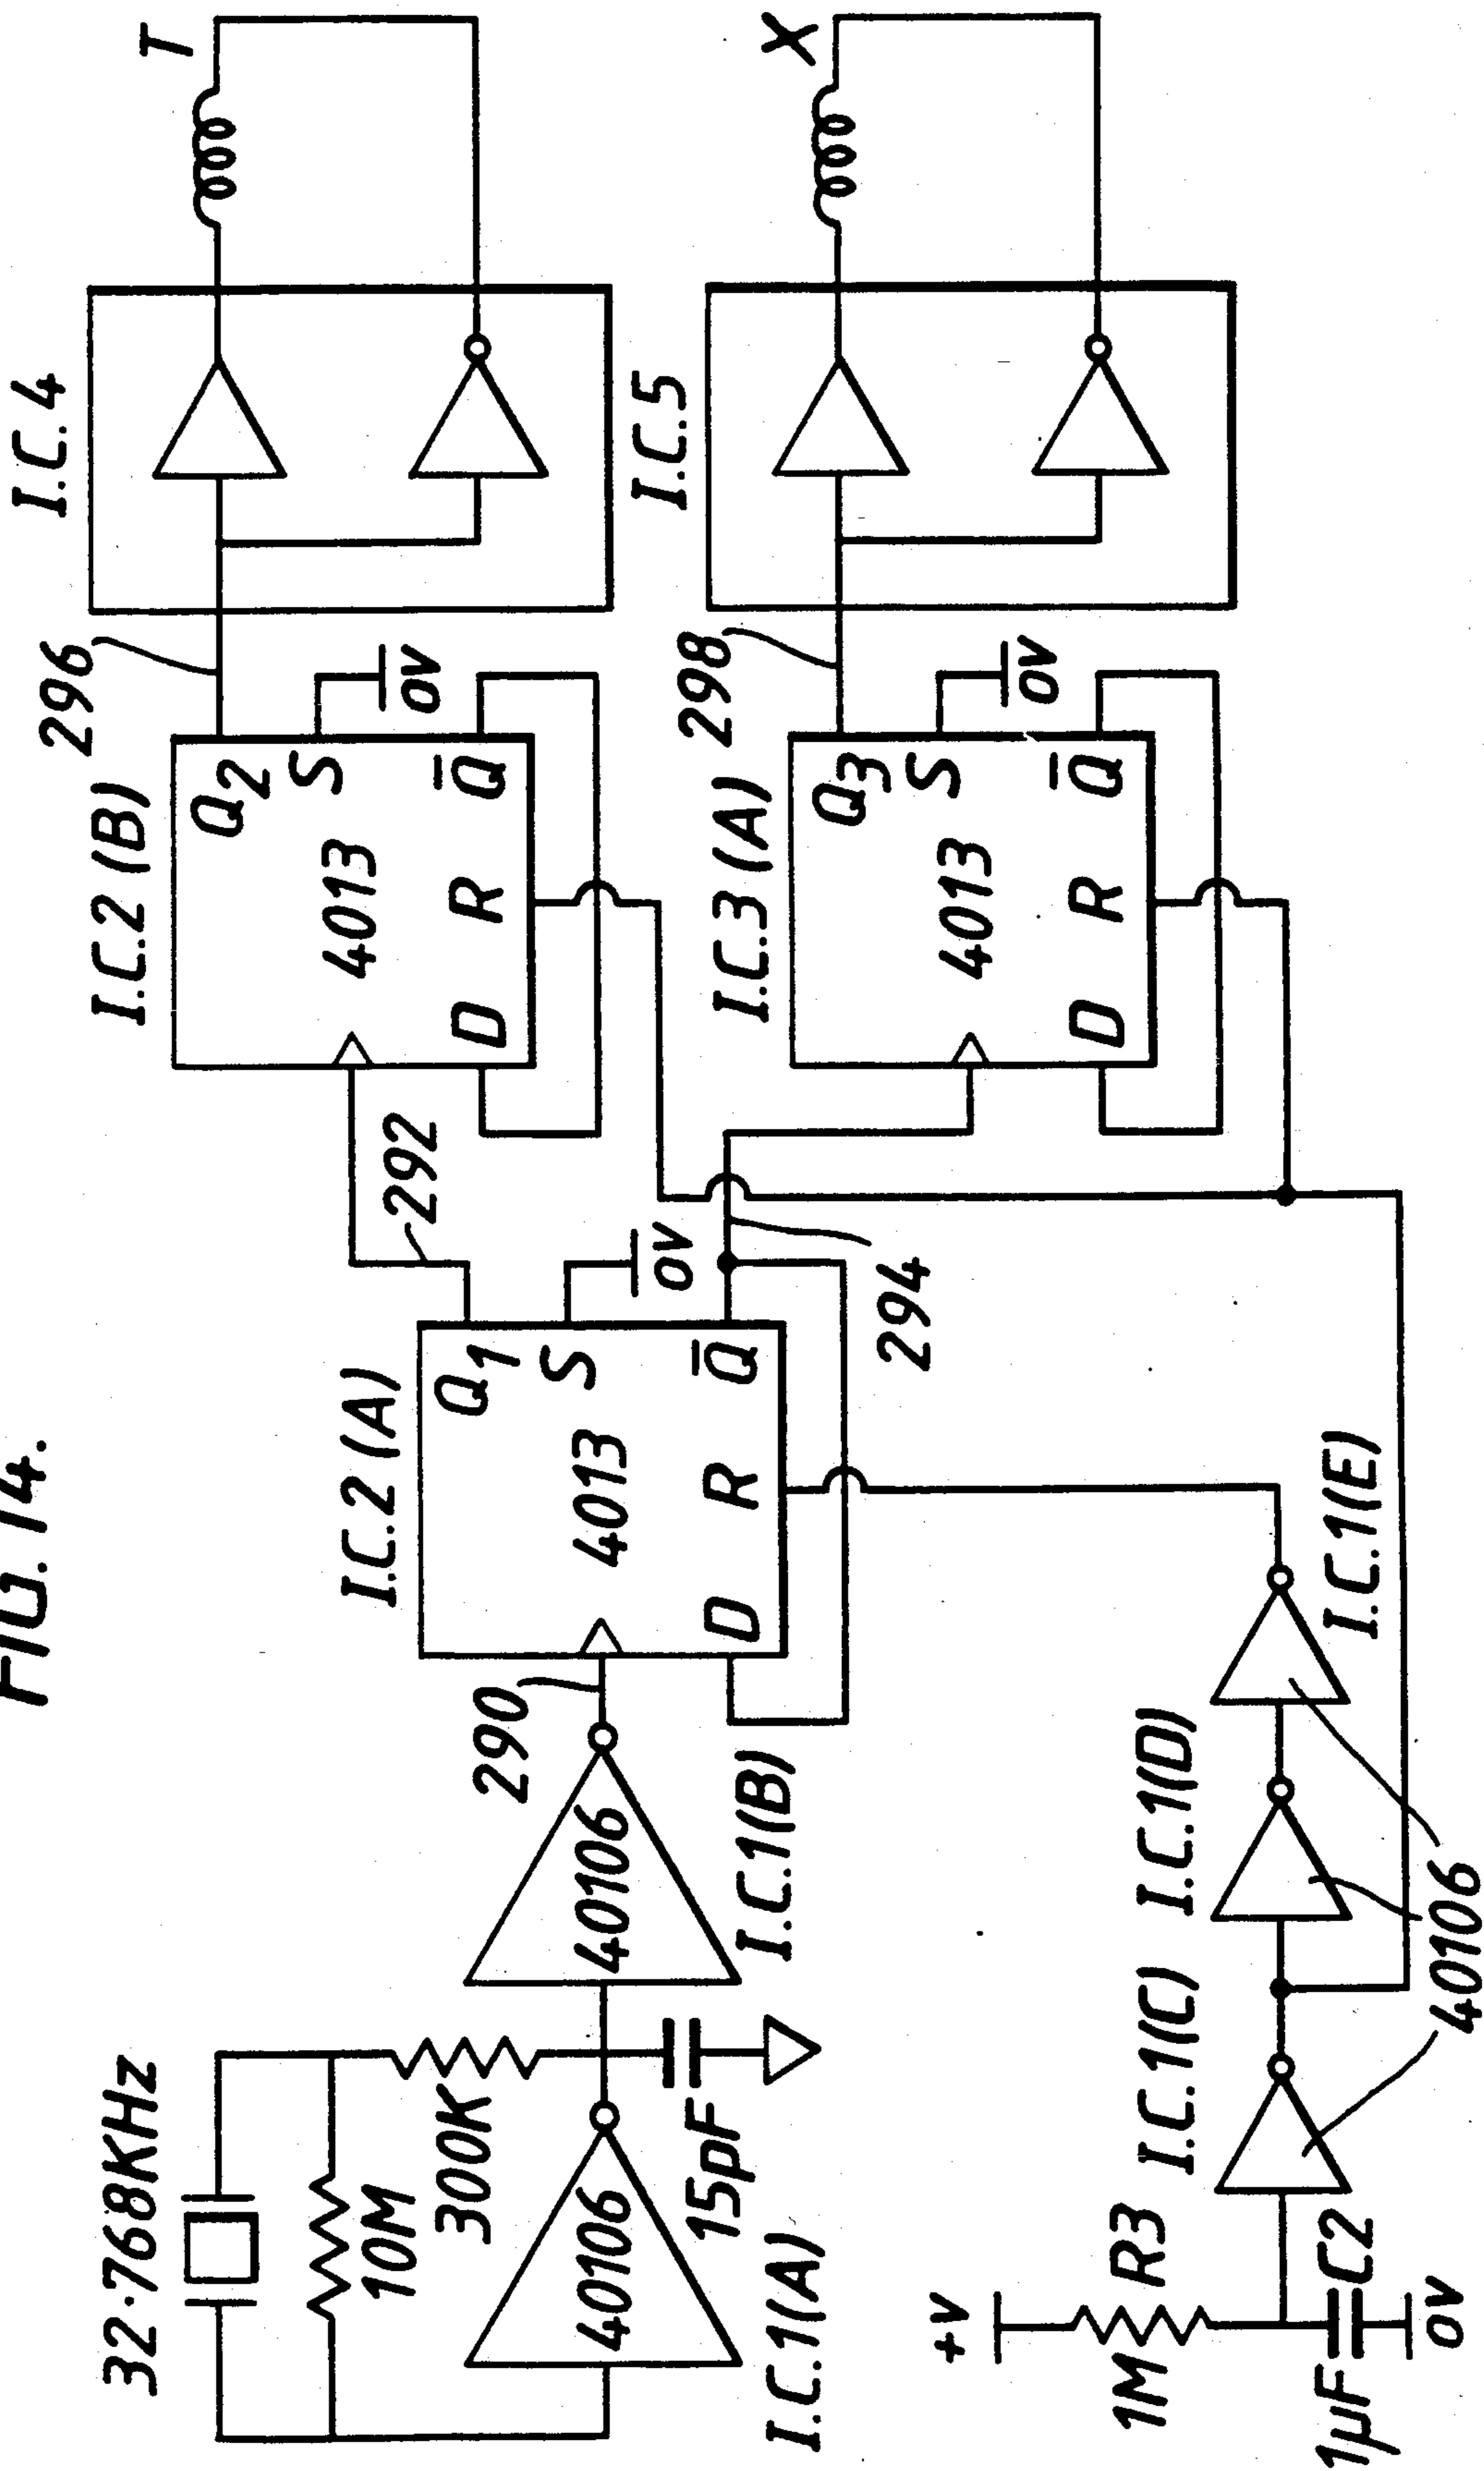 FIG. 14.
32·768KHz
10M
300K
40106
I.C.1(A)
15pF
40106
I.C.1(B)
290
I.C.2 (A)
Q1
S
4013
D
R
Q̅
0V
292
294
I.C.2 (B)
Q2
S
4013
D
R
Q̅
0V
296
I.C.4
T
I.C.3 (A)
Q3
S
4013
D
R
Q̅
0V
298
I.C.5
X
+V
1M
R3
1μF
C2
0V
I.C.1(C)
I.C.1(D)
I.C.1(E)
40106